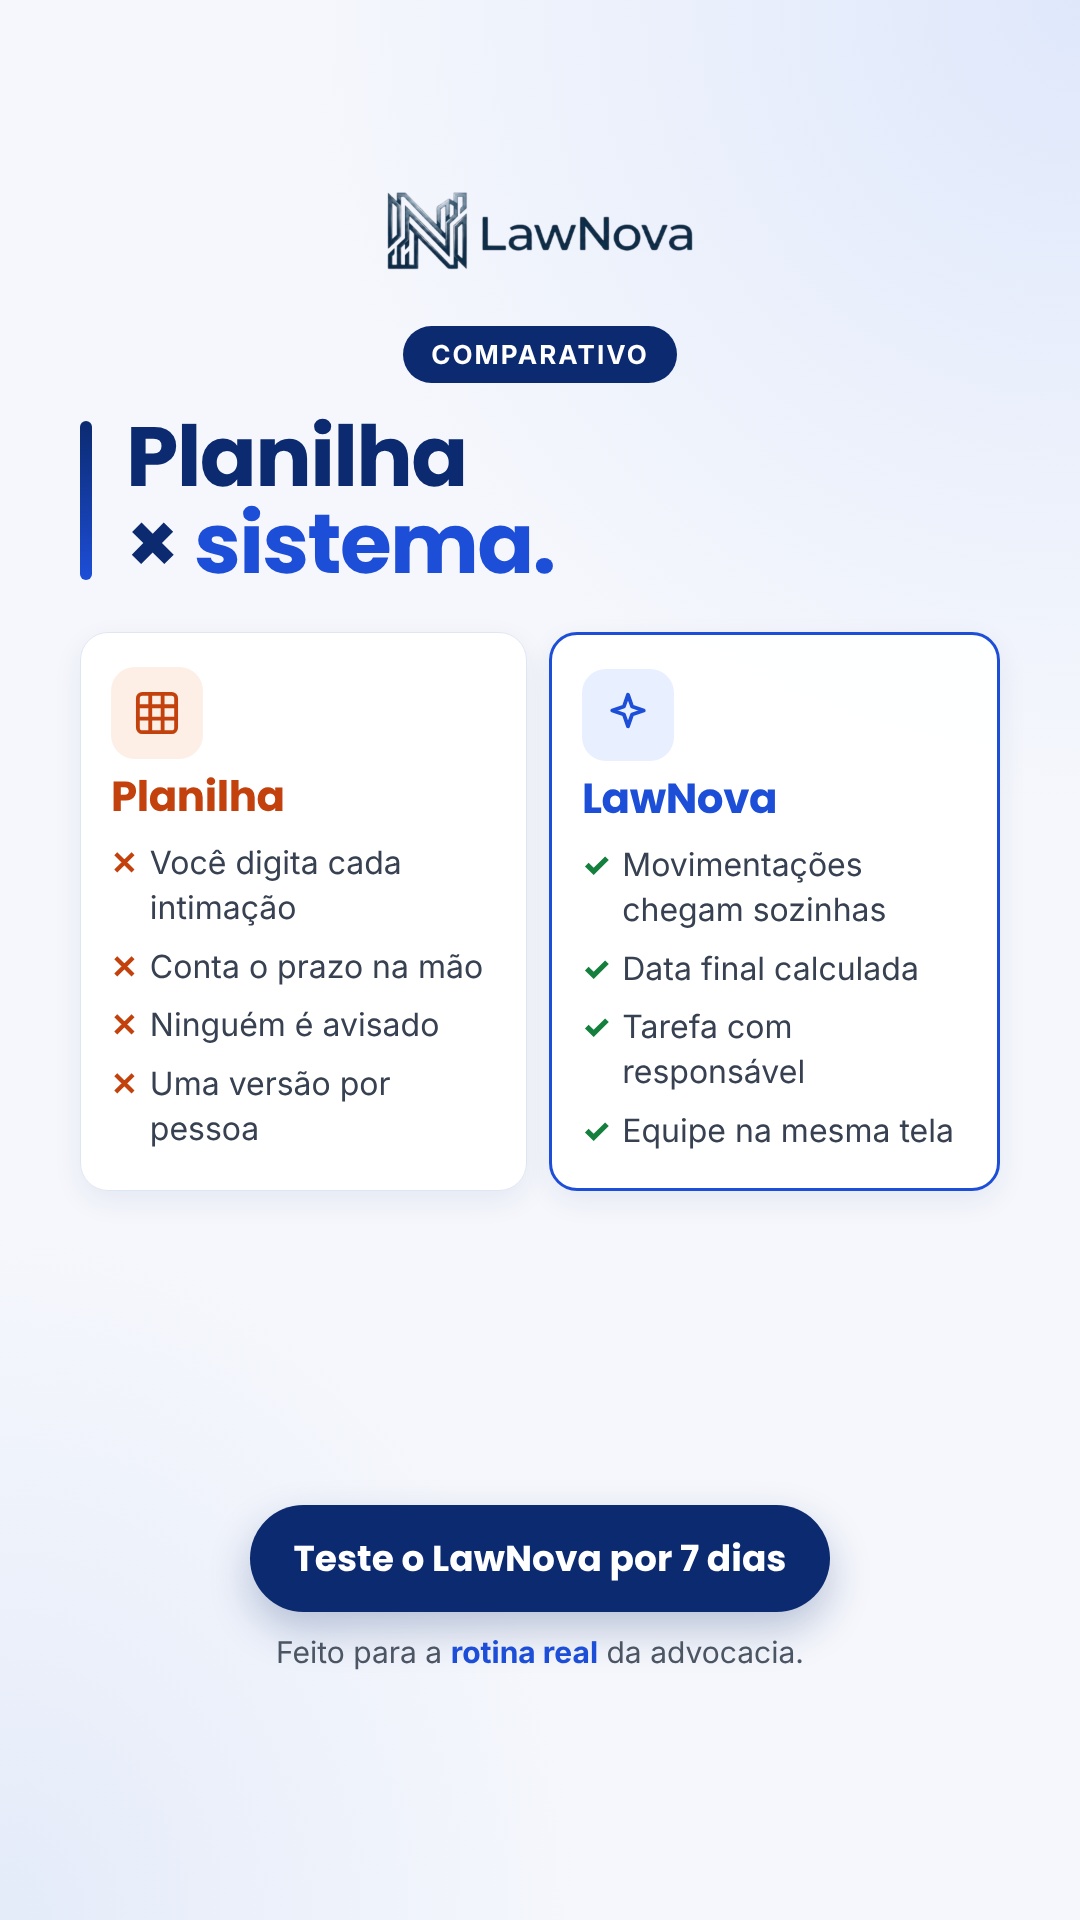 LawNova
COMPARATIVO
Planilha
× sistema.
Planilha
✕ Você digita cada
intimação
✕ Conta o prazo na mão
✕ Ninguém é avisado
✕ Uma versão por
pessoa
LawNova
✓ Movimentações
chegam sozinhas
✓ Data final calculada
✓ Tarefa com
responsável
✓ Equipe na mesma tela
Teste o LawNova por 7 dias
Feito para a rotina real da advocacia.